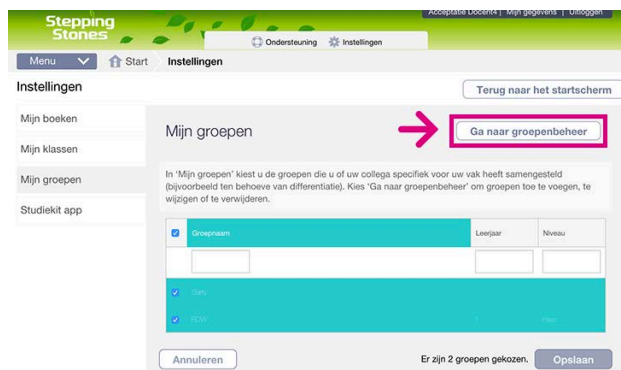 Stepping
Stones
Acceptatie Docent4 | Mijn gegevens | Uitloggen
Ondersteuning Instellingen
Menu Start Instellingen
Instellingen
Terug naar het startscherm
Mijn boeken
Mijn klassen
Mijn groepen
Studiekit app
Mijn groepen
Ga naar groepenbeheer
In 'Mijn groepen' kiest u de groepen die u of uw collega specifiek voor uw vak heeft samengesteld
(bijvoorbeeld ten behoeve van differentiatie). Kies 'Ga naar groepenbeheer' om groepen toe te voegen, te
wijzigen of te verwijderen.
Groepnaam Leerjaar Niveau
Annuleren
Er zijn 2 groepen gekozen. Opslaan